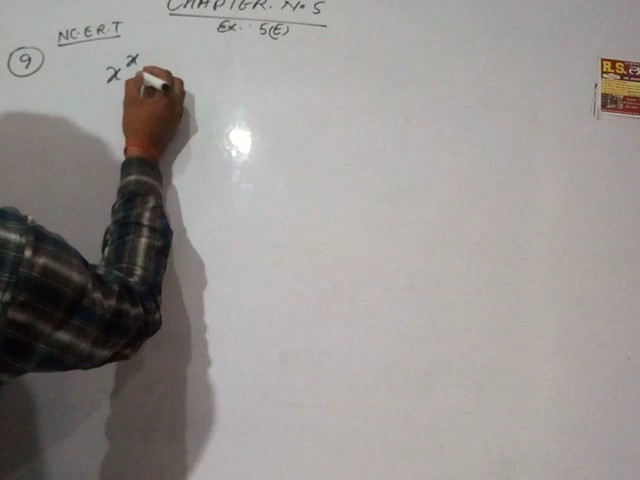 CHAPTER. No 5
Ex. 5(E)
N.C.E.R.T
9 x^x
R.S.